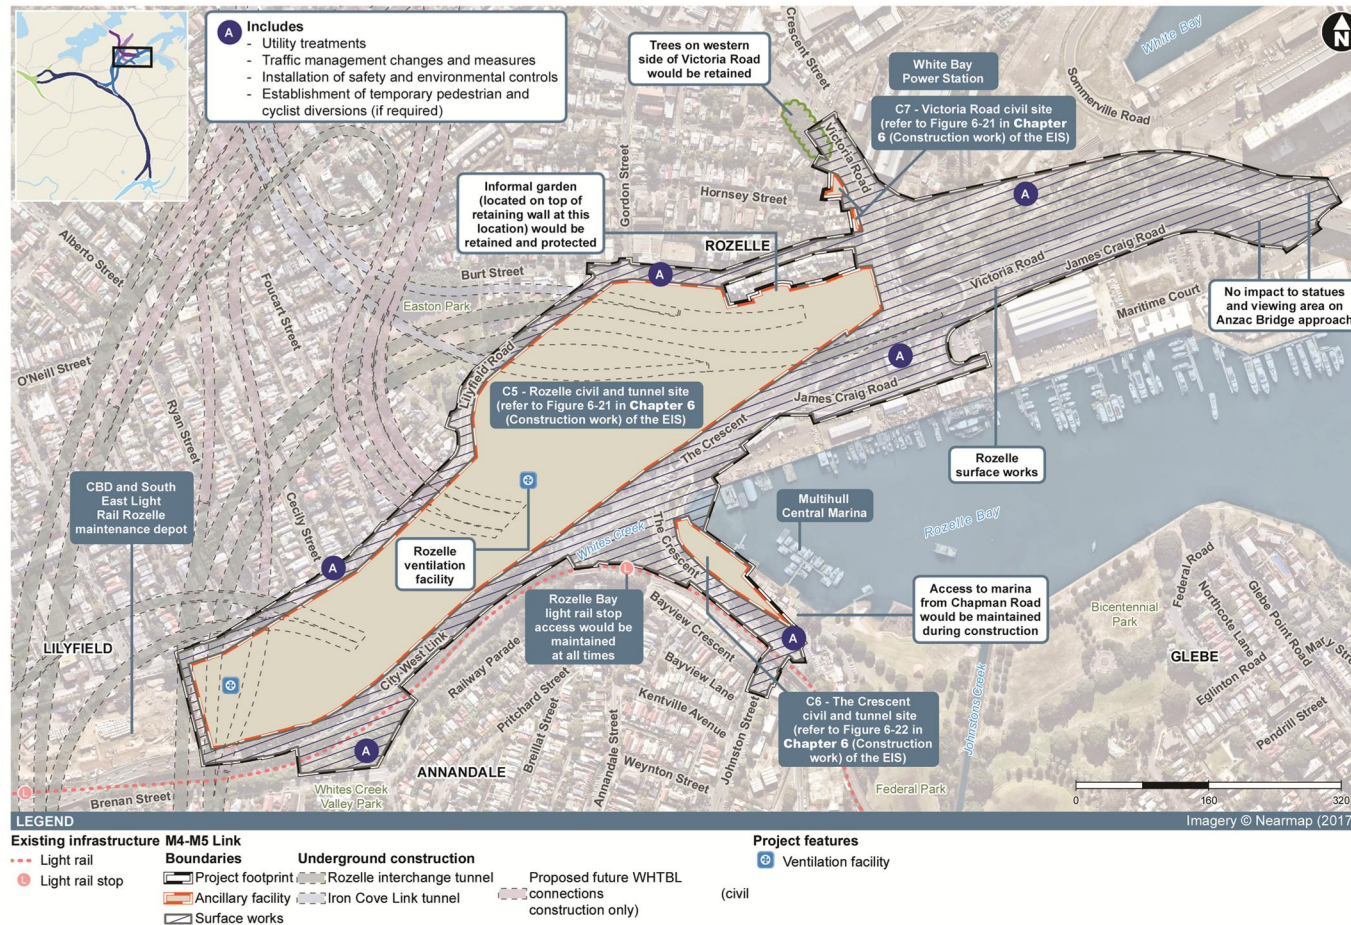 A
Includes
- Utility treatments
- Traffic management changes and measures
- Installation of safety and environmental controls
- Establishment of temporary pedestrian and
cyclist diversions (if required)
Trees on western
side of Victoria Road
would be retained
Crescent Street
White Bay
Power Station
White Bay
Sommerville Road
N
C7 - Victoria Road civil site
(refer to Figure 6-21 in Chapter
6 (Construction work) of the EIS)
Victoria Road
Informal garden
(located on top of
retaining wall at this
location) would be
retained and protected
Gordon Street
Hornsey Street
A
ROZELLE
Alberto Street
Foucart Street
Burt Street
A
Easton Park
Victoria Road
James Craig Road
Maritime Court
No impact to statues
and viewing area on
Anzac Bridge approach
O'Neill Street
Ryan Street
Lilyfield Road
A
C5 - Rozelle civil and tunnel site
(refer to Figure 6-21 in Chapter 6
(Construction work) of the EIS)
James Craig Road
The Crescent
Rozelle
surface works
CBD and South
East Light
Rail Rozelle
maintenance depot
Cecily Street
Multihull
Central Marina
Rozelle Bay
Rozelle
ventilation
facility
Whites Creek
The Crescent
A
L
Rozelle Bay
light rail stop
access would be
maintained
at all times
Access to marina
from Chapman Road
would be maintained
during construction
Bicentennial
Park
Federal Road
Northcote Lane
Glebe Point Road
Mary Street
LILYFIELD
City-West Link
Railway Parade
Bayview Crescent
Bayview Lane
A
GLEBE
Eglinton Road
Pritchard Street
Kentville Avenue
C6 - The Crescent
civil and tunnel site
(refer to Figure 6-22 in
Chapter 6 (Construction
work) of the EIS)
Johnstons Creek
Pendrill Street
A
Breillat Street
Annandale Street
Weynton Street
Johnston Street
ANNANDALE
L
Brenan Street
Whites Creek
Valley Park
Federal Park
0 160 320
LEGEND
Imagery © Nearmap (2017
Existing infrastructure
Light rail
L Light rail stop
M4-M5 Link
Boundaries
Project footprint
Ancillary facility
Surface works
Underground construction
Rozelle interchange tunnel
Iron Cove Link tunnel
Proposed future WHTBL
connections (civil
construction only)
Project features
Ventilation facility